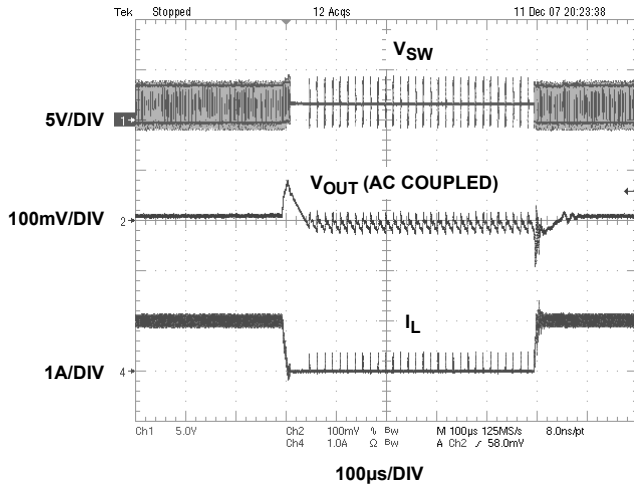 Tek Stopped 12 Acqs 11 Dec 07 20:23:38
VSW
5V/DIV
1
VOUT (AC COUPLED)
100mV/DIV
2
IL
1A/DIV
4
Ch1 5.0V Ch2 100mV ∿ Bw M 100µs 125MS/s 8.0ns/pt
Ch4 1.0A Ω Bw A Ch2 ∕ 58.0mV
100µs/DIV